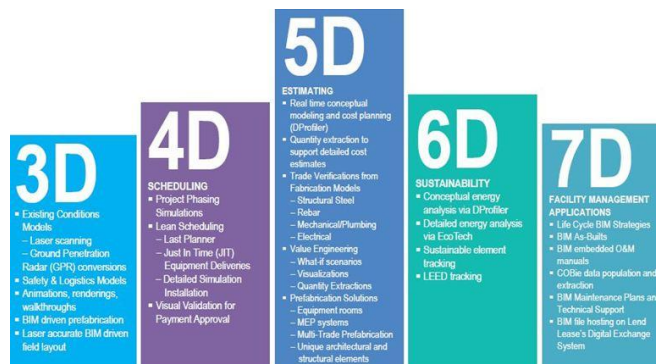 3D
▪ Existing Conditions
Models
– Laser scanning
– Ground Penetration
Radar (GPR) conversions
▪ Safety & Logistics Models
▪ Animations, renderings,
walkthroughs
▪ BIM driven prefabrication
▪ Laser accurate BIM driven
field layout
4D
SCHEDULING
▪ Project Phasing
Simulations
▪ Lean Scheduling
– Last Planner
– Just In Time (JIT)
Equipment Deliveries
– Detailed Simulation
Installation
▪ Visual Validation for
Payment Approval
5D
ESTIMATING
▪ Real time conceptual
modeling and cost planning
(DProfiler)
▪ Quantity extraction to
support detailed cost
estimates
▪ Trade Verifications from
Fabrication Models
– Structural Steel
– Rebar
– Mechanical/Plumbing
– Electrical
▪ Value Engineering
– What-if scenarios
– Visualizations
– Quantity Extractions
▪ Prefabrication Solutions
– Equipment rooms
– MEP systems
– Multi-Trade Prefabrication
– Unique architectural and
structural elements
6D
SUSTAINABILITY
▪ Conceptual energy
analysis via DProfiler
▪ Detailed energy analysis
via EcoTech
▪ Sustainable element
tracking
▪ LEED tracking
7D
FACILITY MANAGEMENT
APPLICATIONS
▪ Life Cycle BIM Strategies
▪ BIM As-Builts
▪ BIM embedded O&M
manuals
▪ COBie data population and
extraction
▪ BIM Maintenance Plans and
Technical Support
▪ BIM file hosting on Lend
Lease's Digital Exchange
System